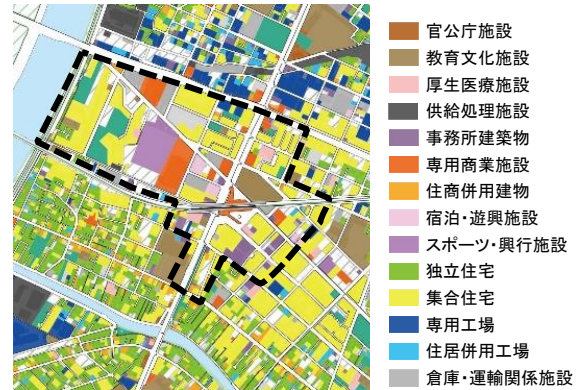 官公庁施設
教育文化施設
厚生医療施設
供給処理施設
事務所建築物
専用商業施設
住商併用建物
宿泊・遊興施設
スポーツ・興行施設
独立住宅
集合住宅
専用工場
住居併用工場
倉庫・運輸関係施設